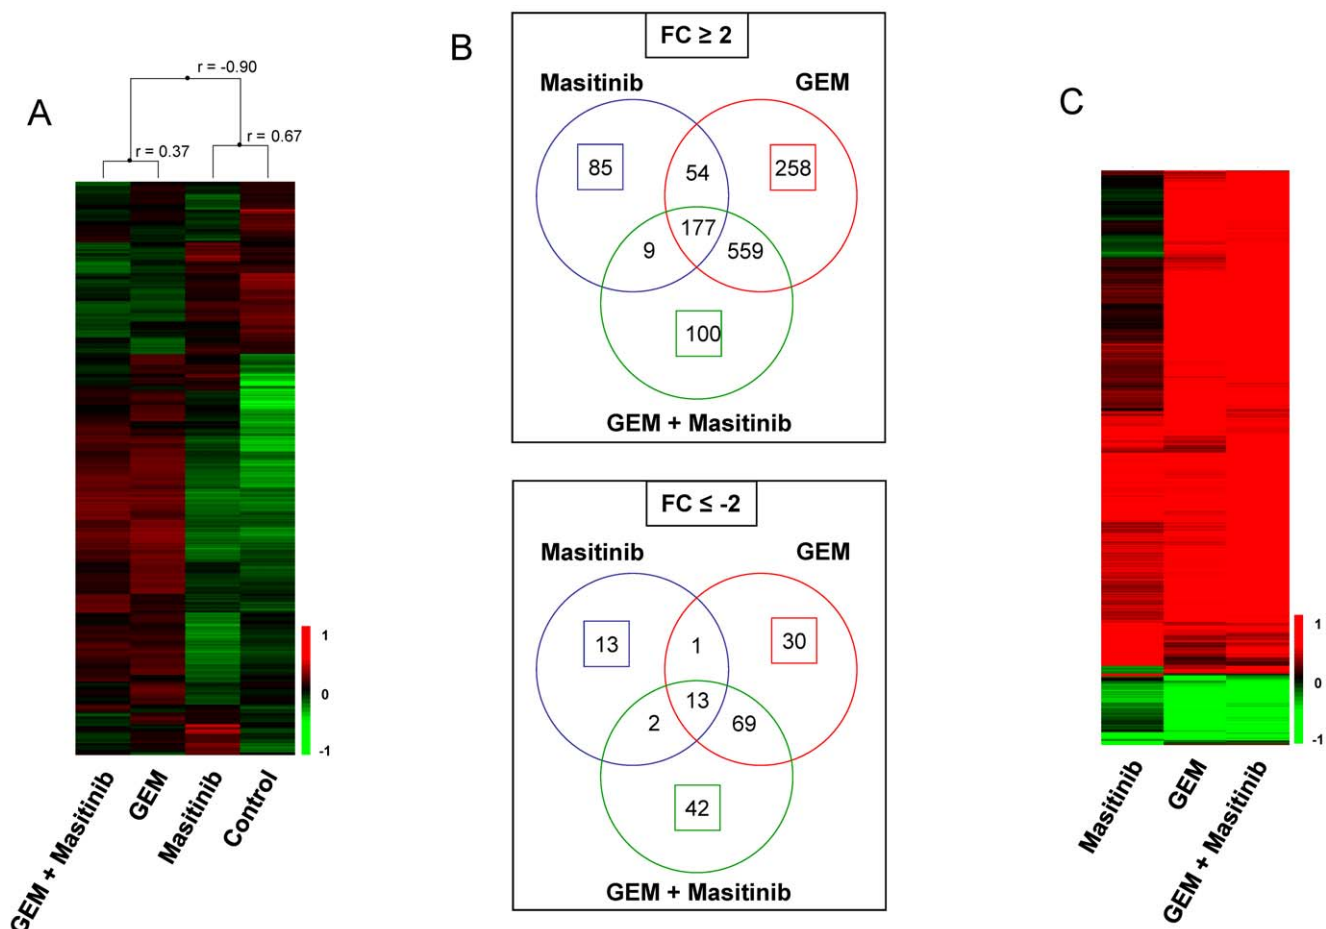 A
r = -0.90
r = 0.37
r = 0.67
1
0
-1
GEM + Masitinib
GEM
Masitinib
Control
B
FC ≥ 2
Masitinib
GEM
85
54
258
177
9
559
100
GEM + Masitinib
FC ≤ -2
Masitinib
GEM
13
1
30
13
2
69
42
GEM + Masitinib
C
1
0
-1
Masitinib
GEM
GEM + Masitinib